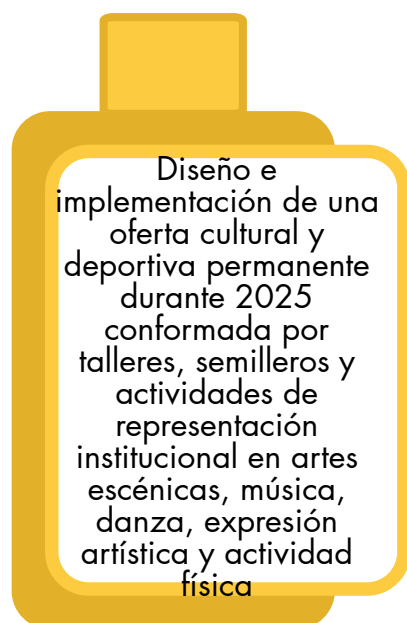 Diseño e
implementación de una
oferta cultural y
deportiva permanente
durante 2025
conformada por
talleres, semilleros y
actividades de
representación
institucional en artes
escénicas, música,
danza, expresión
artística y actividad
física